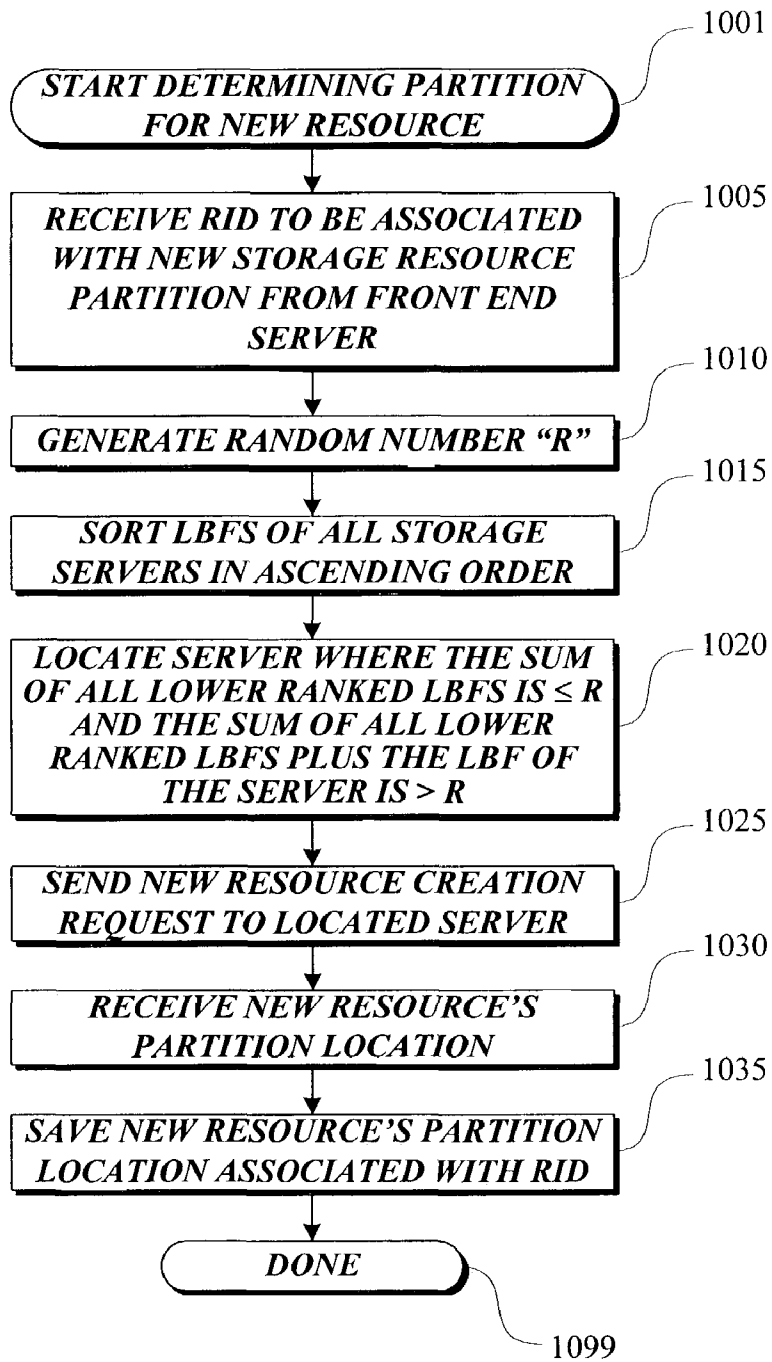 1001
START DETERMINING PARTITION
FOR NEW RESOURCE
1005
RECEIVE RID TO BE ASSOCIATED
WITH NEW STORAGE RESOURCE
PARTITION FROM FRONT END
SERVER
1010
GENERATE RANDOM NUMBER “R”
1015
SORT LBFS OF ALL STORAGE
SERVERS IN ASCENDING ORDER
1020
LOCATE SERVER WHERE THE SUM
OF ALL LOWER RANKED LBFS IS ≤ R
AND THE SUM OF ALL LOWER
RANKED LBFS PLUS THE LBF OF
THE SERVER IS > R
1025
SEND NEW RESOURCE CREATION
REQUEST TO LOCATED SERVER
1030
RECEIVE NEW RESOURCE’S
PARTITION LOCATION
1035
SAVE NEW RESOURCE’S PARTITION
LOCATION ASSOCIATED WITH RID
DONE
1099